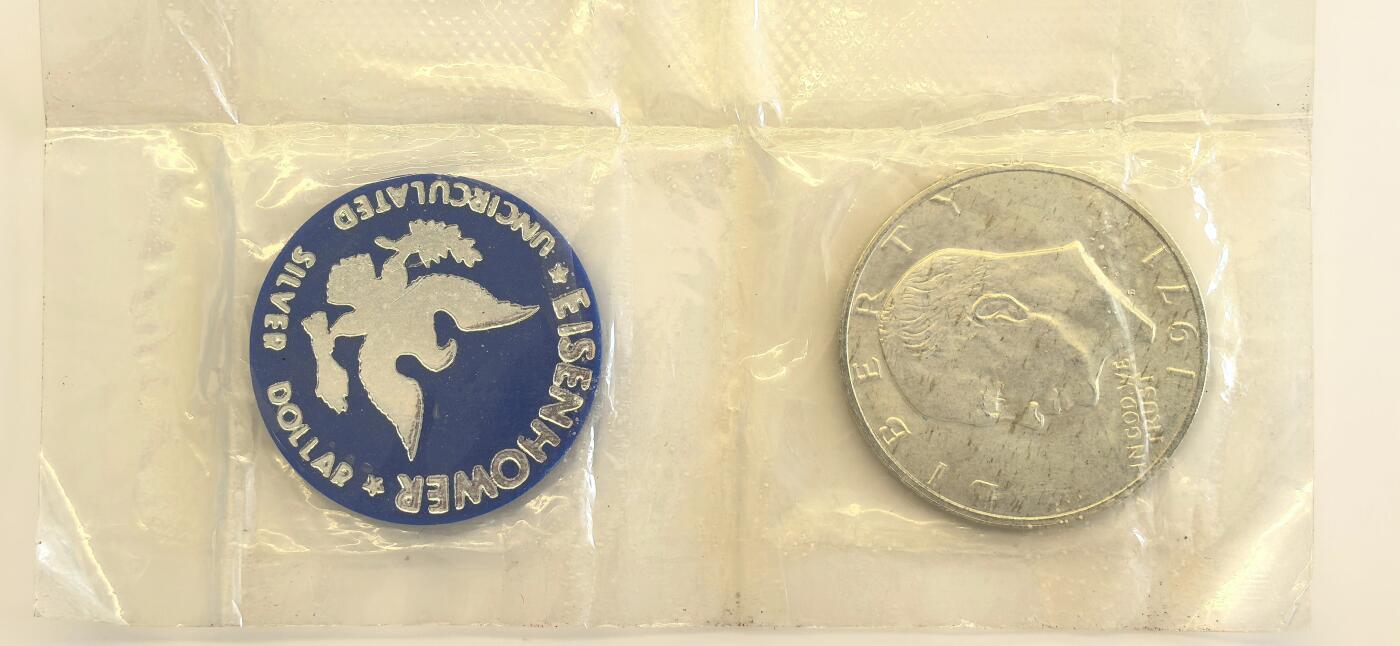 EISENHOWER
UNCIRCULATED SILVER DOLLAR
LIBERTY
IN GOD WE
TRUST
1971